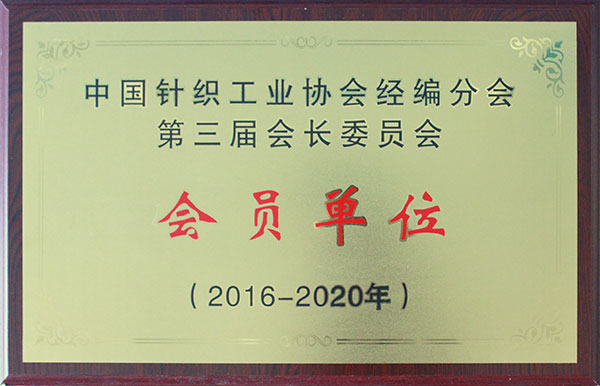 中国针织工业协会经编分会
第三届会长委员会
会员单位
（2016-2020年）